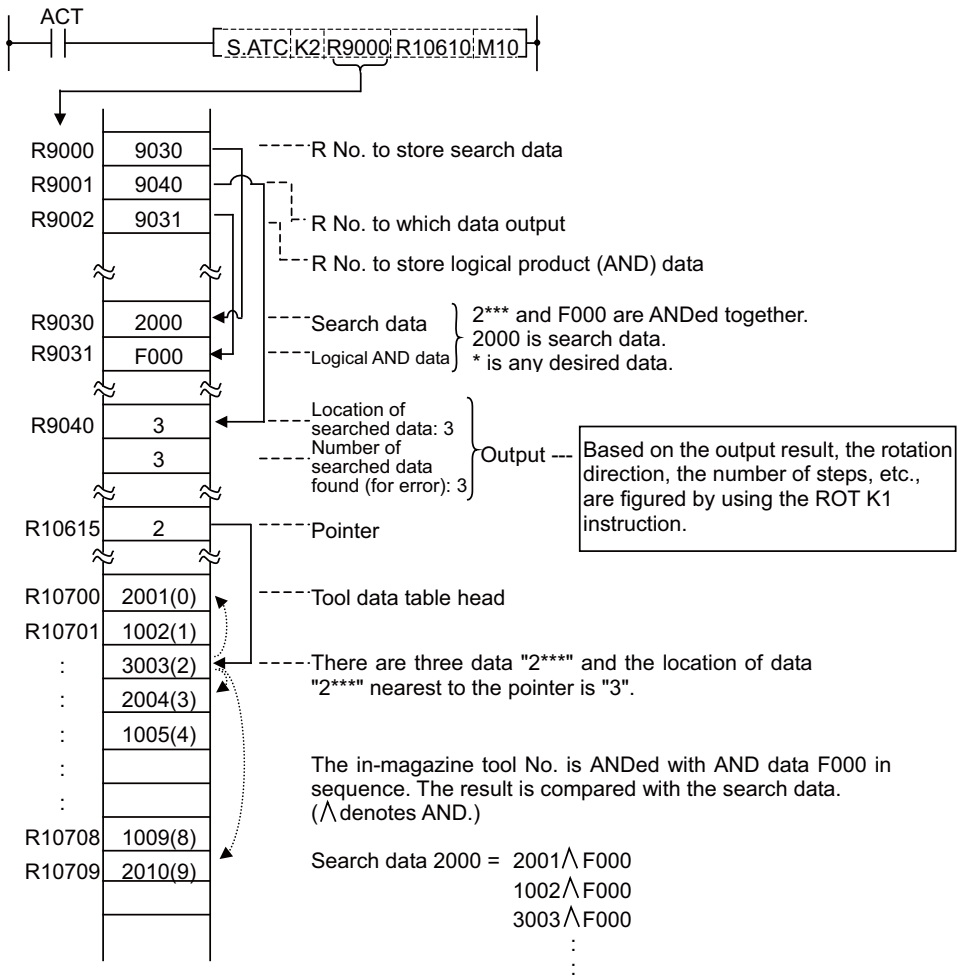 ACT
S.ATC K2 R9000 R10610 M10
R9000 9030 R No. to store search data
R9001 9040
R9002 9031 R No. to which data output
R No. to store logical product (AND) data
R9030 2000 Search data
R9031 F000 Logical AND data
2*** and F000 are ANDed together.
2000 is search data.
* is any desired data.
R9040 3
Location of
searched data: 3
3
Number of
searched data
found (for error): 3
Output ---
Based on the output result, the rotation
direction, the number of steps, etc.,
are figured by using the ROT K1
instruction.
R10615 2 Pointer
R10700 2001(0) Tool data table head
R10701 1002(1)
: 3003(2) There are three data "2***" and the location of data
: 2004(3) "2***" nearest to the pointer is "3".
: 1005(4)
:
:
R10708 1009(8)
R10709 2010(9)
The in-magazine tool No. is ANDed with AND data F000 in
sequence. The result is compared with the search data.
(⋀ denotes AND.)
Search data 2000 = 2001⋀F000
1002⋀F000
3003⋀F000
:
: